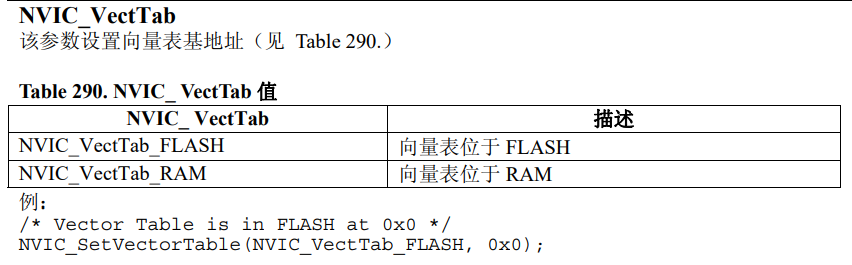 NVIC_VectTab
该参数设置向量表基地址（见 Table 290.）
Table 290. NVIC_ VectTab 值
NVIC_ VectTab 描述
NVIC_VectTab_FLASH 向量表位于 FLASH
NVIC_VectTab_RAM 向量表位于 RAM
例：
/* Vector Table is in FLASH at 0x0 */
NVIC_SetVectorTable(NVIC_VectTab_FLASH, 0x0);